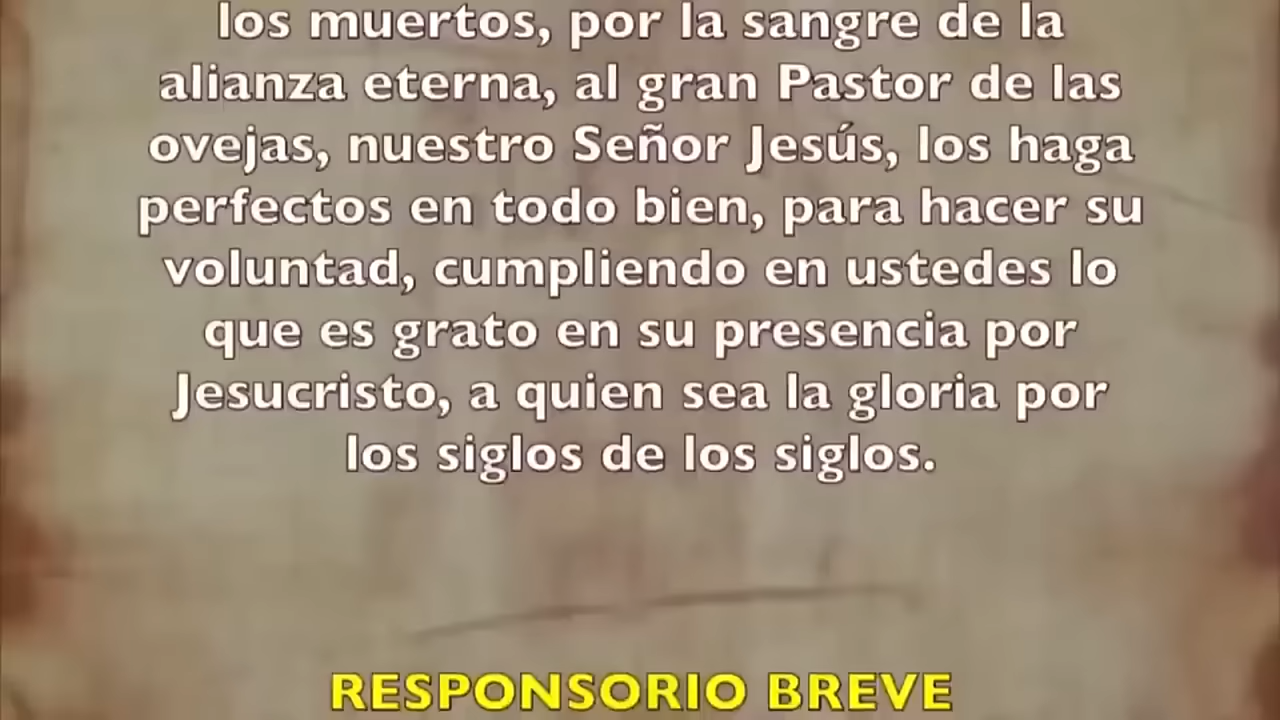 los muertos, por la sangre de la
alianza eterna, al gran Pastor de las
ovejas, nuestro Señor Jesús, los haga
perfectos en todo bien, para hacer su
voluntad, cumpliendo en ustedes lo
que es grato en su presencia por
Jesucristo, a quien sea la gloria por
los siglos de los siglos.
RESPONSORIO BREVE